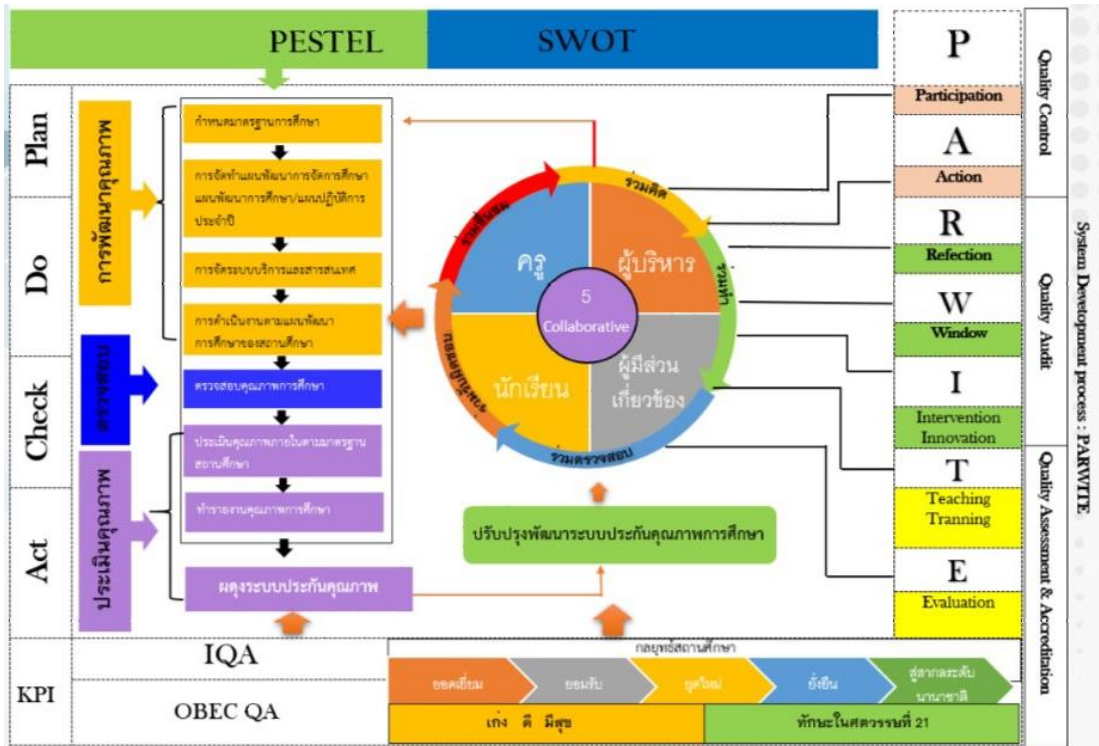 PESTEL
SWOT
Plan
Do
Check
Act
KPI
การพัฒนาคุณภาพ
ตรวจสอบ
ประเมินคุณภาพ
กำหนดมาตรฐานการศึกษา
การจัดทำแผนพัฒนาการจัดการศึกษา
แผนพัฒนาการศึกษา/แผนปฏิบัติการ
ประจำปี
การจัดระบบบริการและสารสนเทศ
การดำเนินงานตามแผนพัฒนา
การศึกษาของสถานศึกษา
ตรวจสอบคุณภาพการศึกษา
ประเมินคุณภาพภายในตามมาตรฐาน
สถานศึกษา
ทำรายงานคุณภาพการศึกษา
ผดุงระบบประกันคุณภาพ
ร่วมชื่นชม
ร่วมคิด
ร่วมทำ
ร่วมตรวจสอบ
ครู
ผู้บริหาร
5
Collaborative
นักเรียน
ผู้มีส่วน
เกี่ยวข้อง
ปรับปรุงพัฒนาระบบประกันคุณภาพการศึกษา
P
Participation
A
Action
R
Refection
W
Window
I
Intervention
Innovation
T
Teaching
Tranning
E
Evaluation
Quality Control
Quality Audit
Quality Assessment & Accreditation
System Development process : PARWITE
IQA
OBEC QA
กลยุทธ์สถานศึกษา
ยอดเยี่ยม
ยอมรับ
ยุคใหม่
ยั่งยืน
สู่สากลระดับ
นานาชาติ
เก่ง ดี มีสุข
ทักษะในศตวรรษที่ 21